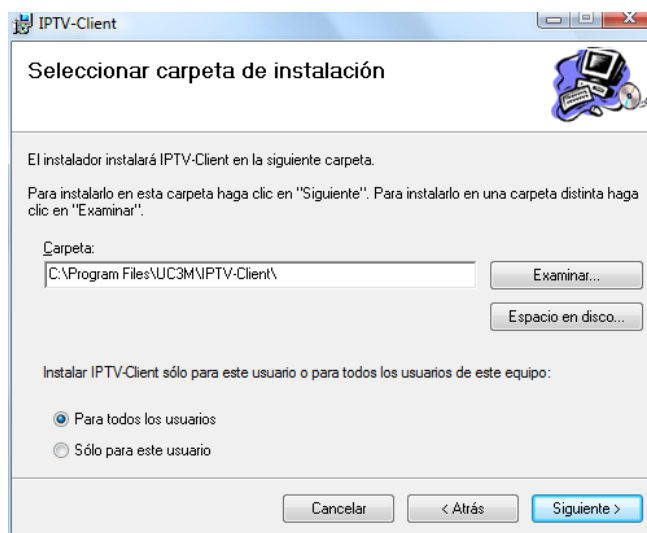 IPTV-Client
Seleccionar carpeta de instalación
El instalador instalará IPTV-Client en la siguiente carpeta.
Para instalarlo en esta carpeta haga clic en "Siguiente". Para instalarlo en una carpeta distinta haga
clic en "Examinar".
Carpeta:
C:\Program Files\UC3M\IPTV-Client\
Examinar...
Espacio en disco...
Instalar IPTV-Client sólo para este usuario o para todos los usuarios de este equipo:
Para todos los usuarios
Sólo para este usuario
Cancelar
< Atrás
Siguiente >